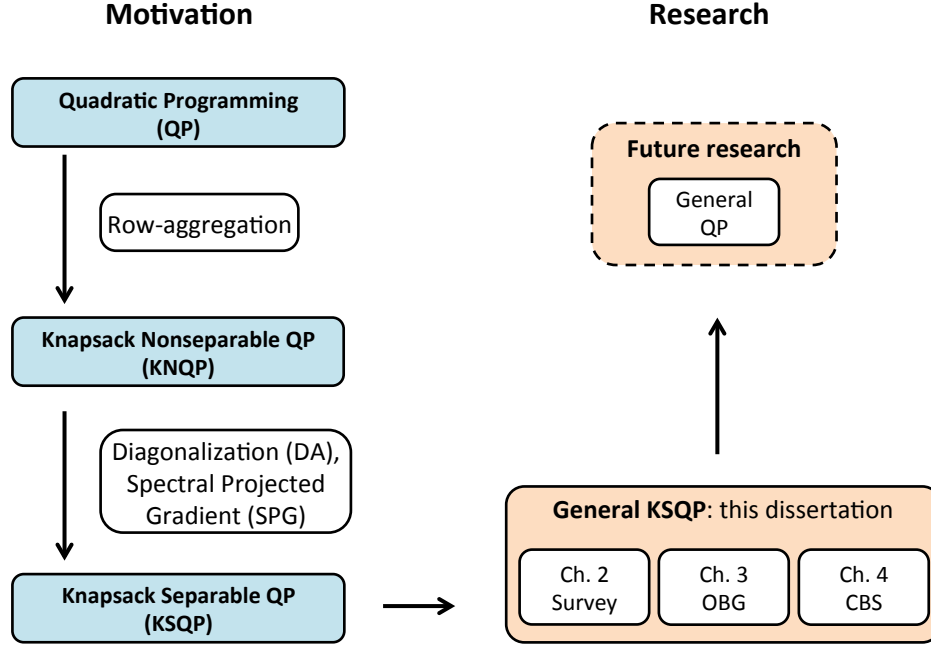 Motivation
Quadratic Programming
(QP)
Row-aggregation
Knapsack Nonseparable QP
(KNQP)
Diagonalization (DA),
Spectral Projected
Gradient (SPG)
Knapsack Separable QP
(KSQP)
Research
Future research
General
QP
General KSQP: this dissertation
Ch. 2
Survey
Ch. 3
OBG
Ch. 4
CBS